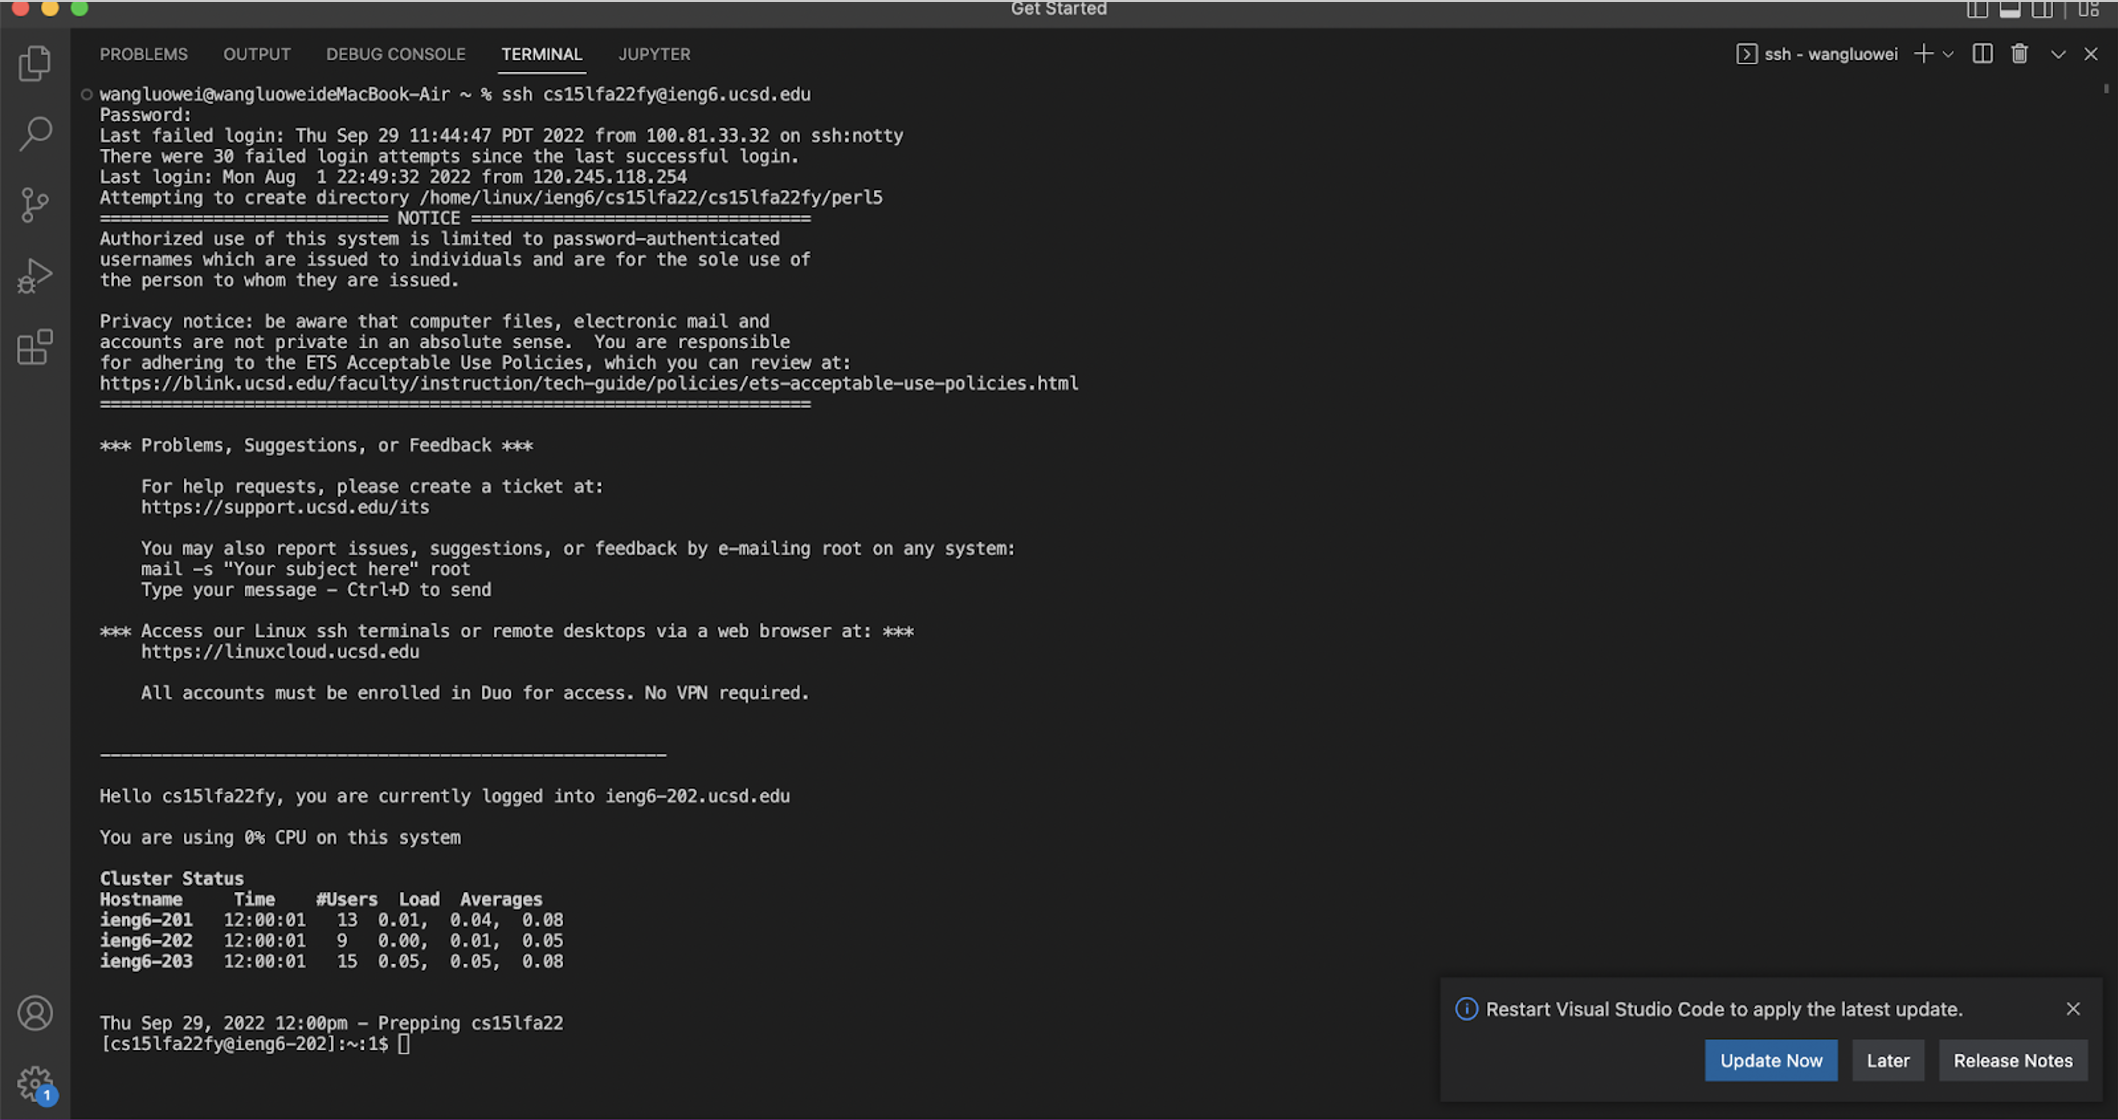 Get Started
PROBLEMS OUTPUT DEBUG CONSOLE TERMINAL JUPYTER
ssh - wangluowei
wangluowei@wangluoweideMacBook-Air ~ % ssh cs15lfa22fy@ieng6.ucsd.edu
Password:
Last failed login: Thu Sep 29 11:44:47 PDT 2022 from 100.81.33.32 on ssh:notty
There were 30 failed login attempts since the last successful login.
Last login: Mon Aug  1 22:49:32 2022 from 120.245.118.254
Attempting to create directory /home/linux/ieng6/cs15lfa22/cs15lfa22fy/perl5
============================ NOTICE =================================
Authorized use of this system is limited to password-authenticated
usernames which are issued to individuals and are for the sole use of
the person to whom they are issued.
Privacy notice: be aware that computer files, electronic mail and
accounts are not private in an absolute sense.  You are responsible
for adhering to the ETS Acceptable Use Policies, which you can review at:
https://blink.ucsd.edu/faculty/instruction/tech-guide/policies/ets-acceptable-use-policies.html
=====================================================================
*** Problems, Suggestions, or Feedback ***
For help requests, please create a ticket at:
https://support.ucsd.edu/its
You may also report issues, suggestions, or feedback by e-mailing root on any system:
mail -s "Your subject here" root
Type your message - Ctrl+D to send
*** Access our Linux ssh terminals or remote desktops via a web browser at: ***
https://linuxcloud.ucsd.edu
All accounts must be enrolled in Duo for access. No VPN required.
_______________________________________________________
Hello cs15lfa22fy, you are currently logged into ieng6-202.ucsd.edu
You are using 0% CPU on this system
Cluster Status
Hostname     Time    #Users  Load  Averages
ieng6-201   12:00:01   13  0.01,  0.04,  0.08
ieng6-202   12:00:01   9   0.00,  0.01,  0.05
ieng6-203   12:00:01   15  0.05,  0.05,  0.08
Thu Sep 29, 2022 12:00pm - Prepping cs15lfa22
[cs15lfa22fy@ieng6-202]:~:1$
Restart Visual Studio Code to apply the latest update.
Update Now Later Release Notes
1